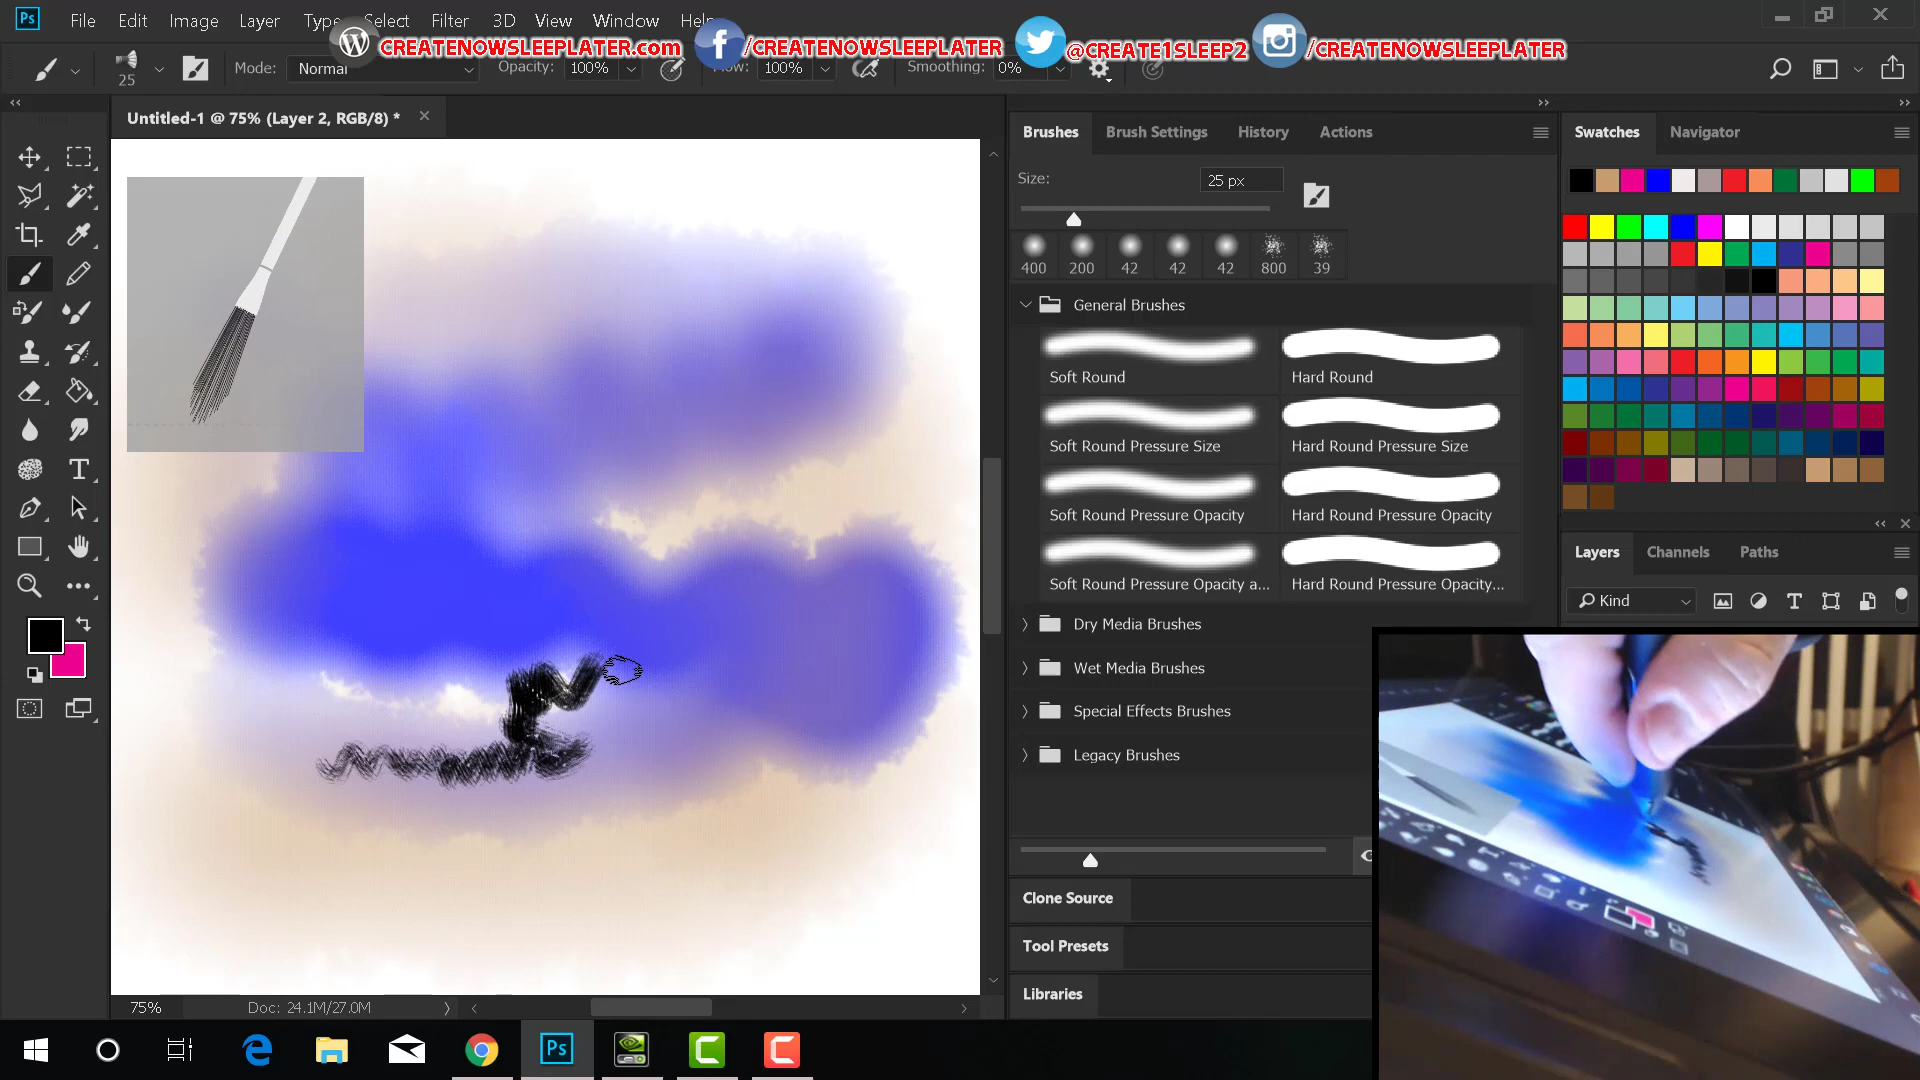 Ps File Edit Image Layer Type Select Filter 3D View Window Help
CREATENOWSLEEPLATER.com /CREATENOWSLEEPLATER @CREATE1SLEEP2 /CREATENOWSLEEPLATER
25 Mode: Normal Opacity: 100% Flow: 100% Smoothing: 0%
Untitled-1 @ 75% (Layer 2, RGB/8) *
Brushes Brush Settings History Actions
Swatches Navigator
Size: 25 px
400 200 42 42 42 800 39
General Brushes
Soft Round Hard Round
Soft Round Pressure Size Hard Round Pressure Size
Soft Round Pressure Opacity Hard Round Pressure Opacity
Soft Round Pressure Opacity a... Hard Round Pressure Opacity...
Dry Media Brushes
Wet Media Brushes
Special Effects Brushes
Legacy Brushes
Layers Channels Paths
Kind
Clone Source
Tool Presets
Libraries
75% Doc: 24.1M/27.0M
Ps